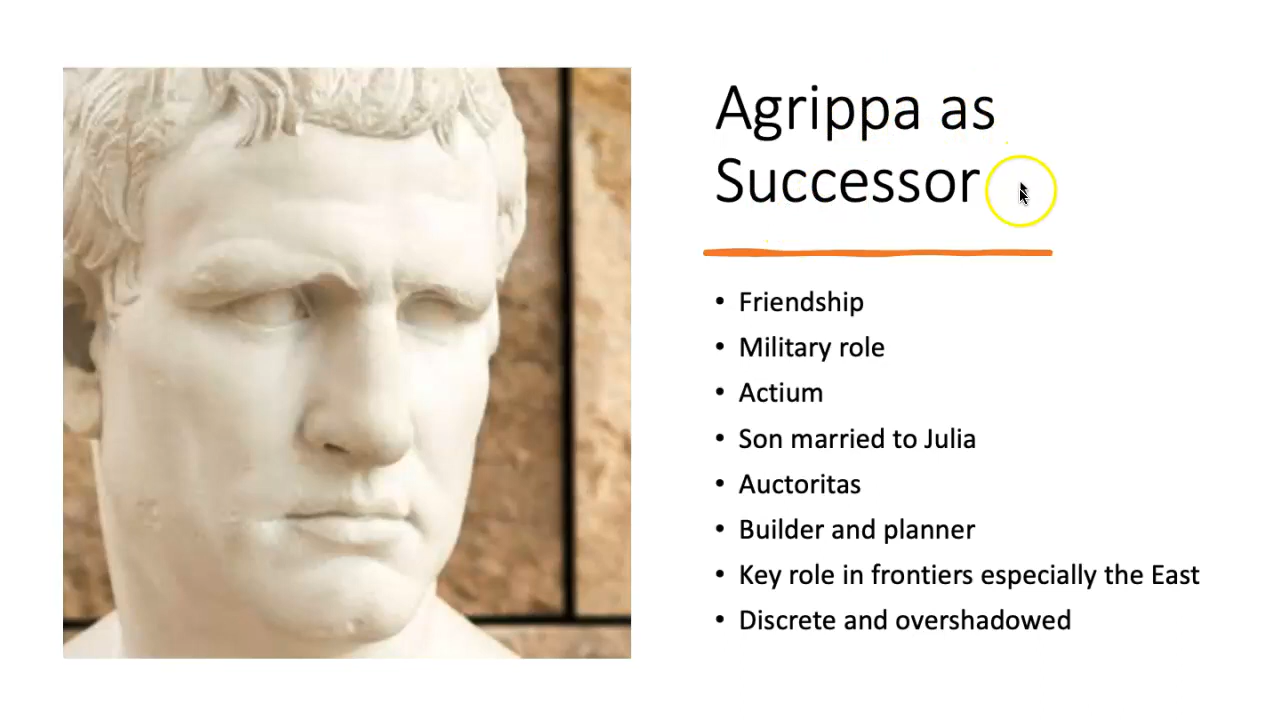 Agrippa as
Successor
• Friendship
• Military role
• Actium
• Son married to Julia
• Auctoritas
• Builder and planner
• Key role in frontiers especially the East
• Discrete and overshadowed